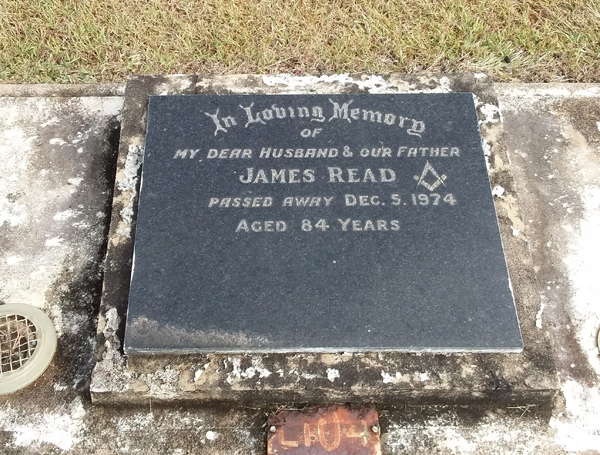 In Loving Memory
OF
MY DEAR HUSBAND & OUR FATHER
JAMES READ
PASSED AWAY DEC. 5. 1974
AGED 84 YEARS